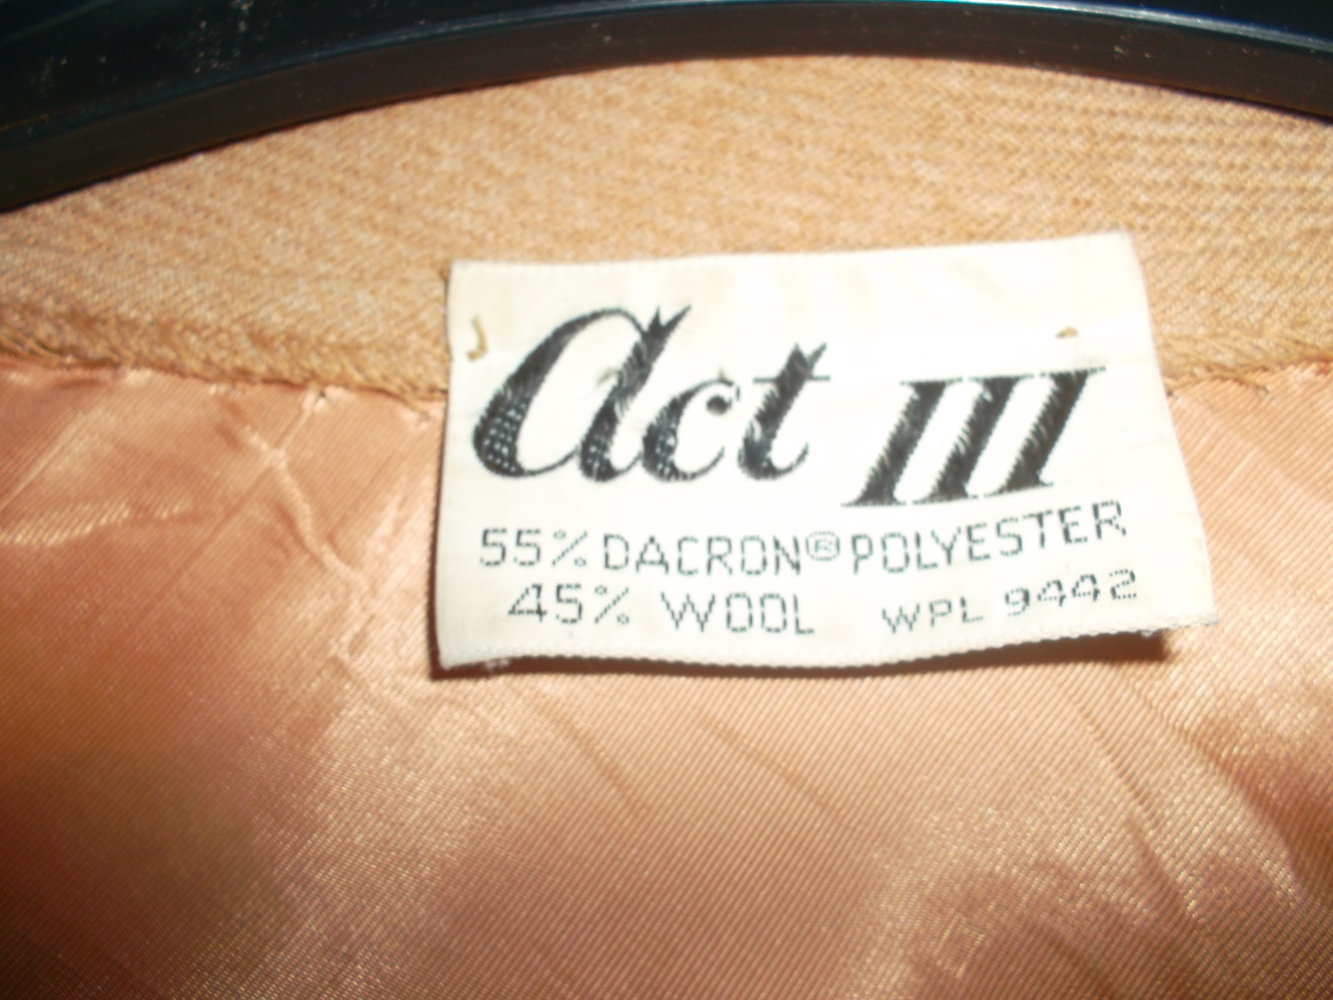 Act III
55% DACRON® POLYESTER
45% WOOL WPL 9442